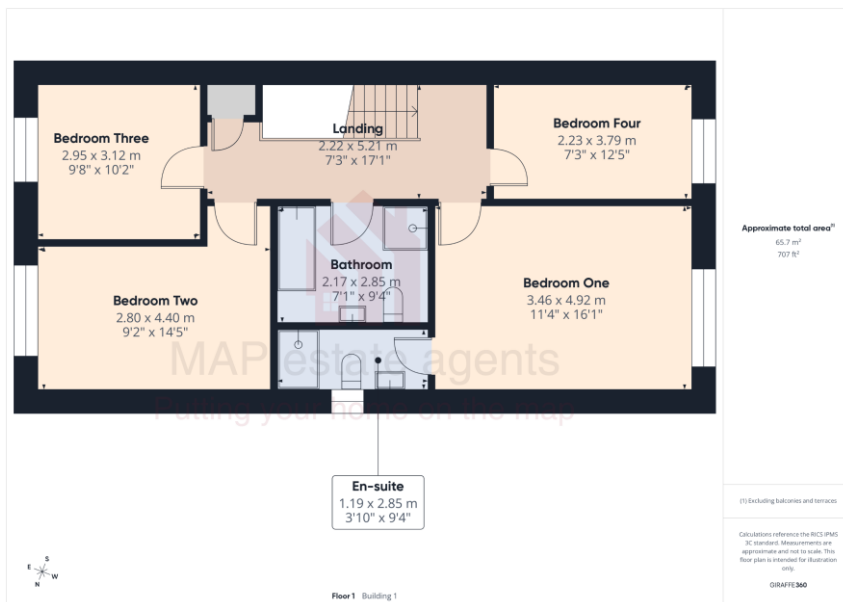 Bedroom Three
2.95 x 3.12 m
9'8" x 10'2"
Landing
2.22 x 5.21 m
7'3" x 17'1"
Bedroom Four
2.23 x 3.79 m
7'3" x 12'5"
Bedroom Two
2.80 x 4.40 m
9'2" x 14'5"
Bathroom
2.17 x 2.85 m
7'1" x 9'4"
Bedroom One
3.46 x 4.92 m
11'4" x 16'1"
MAP estate agents
Putting your home on the map
En-suite
1.19 x 2.85 m
3'10" x 9'4"
S
E
W
N
Floor 1 Building 1
Approximate total area⁽¹⁾
65.7 m²
707 ft²
(1) Excluding balconies and terraces
Calculations reference the RICS IPMS
3C standard. Measurements are
approximate and not to scale. This
floor plan is intended for illustration
only.
GIRAFFE360